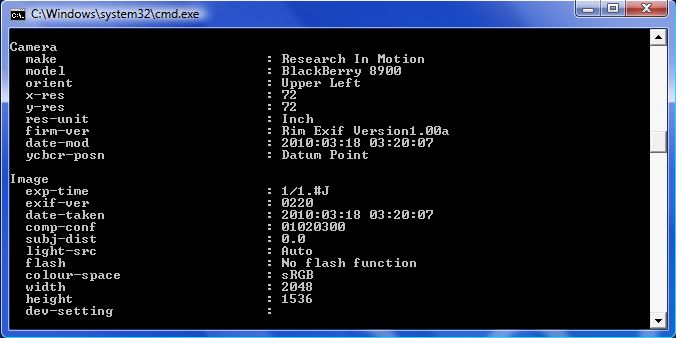 C:\Windows\system32\cmd.exe
Camera
make : Research In Motion
model : BlackBerry 8900
orient : Upper Left
x-res : 72
y-res : 72
res-unit : Inch
firm-ver : Rim Exif Version1.00a
date-mod : 2010:03:18 03:20:07
ycbcr-posn : Datum Point
Image
exp-time : 1/1.#J
exif-ver : 0220
date-taken : 2010:03:18 03:20:07
comp-conf : 01020300
subj-dist : 0.0
light-src : Auto
flash : No flash function
colour-space : sRGB
width : 2048
height : 1536
dev-setting :